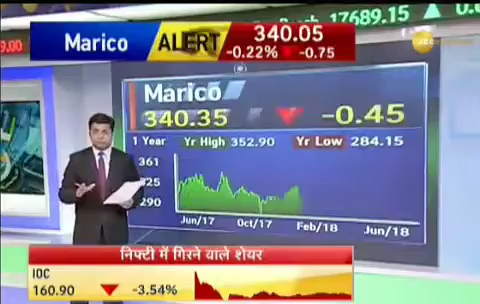 17689.15
Marico
ALERT
340.05
-0.22% -0.75
9.00
Marico
340.35 -0.45
1 Year Yr High 352.90 Yr Low 284.15
361
325
290
Jun/17 Oct/17 Feb/18 Jun/18
निफ्टी में गिरने वाले शेयर
IOC
160.90 -3.54%